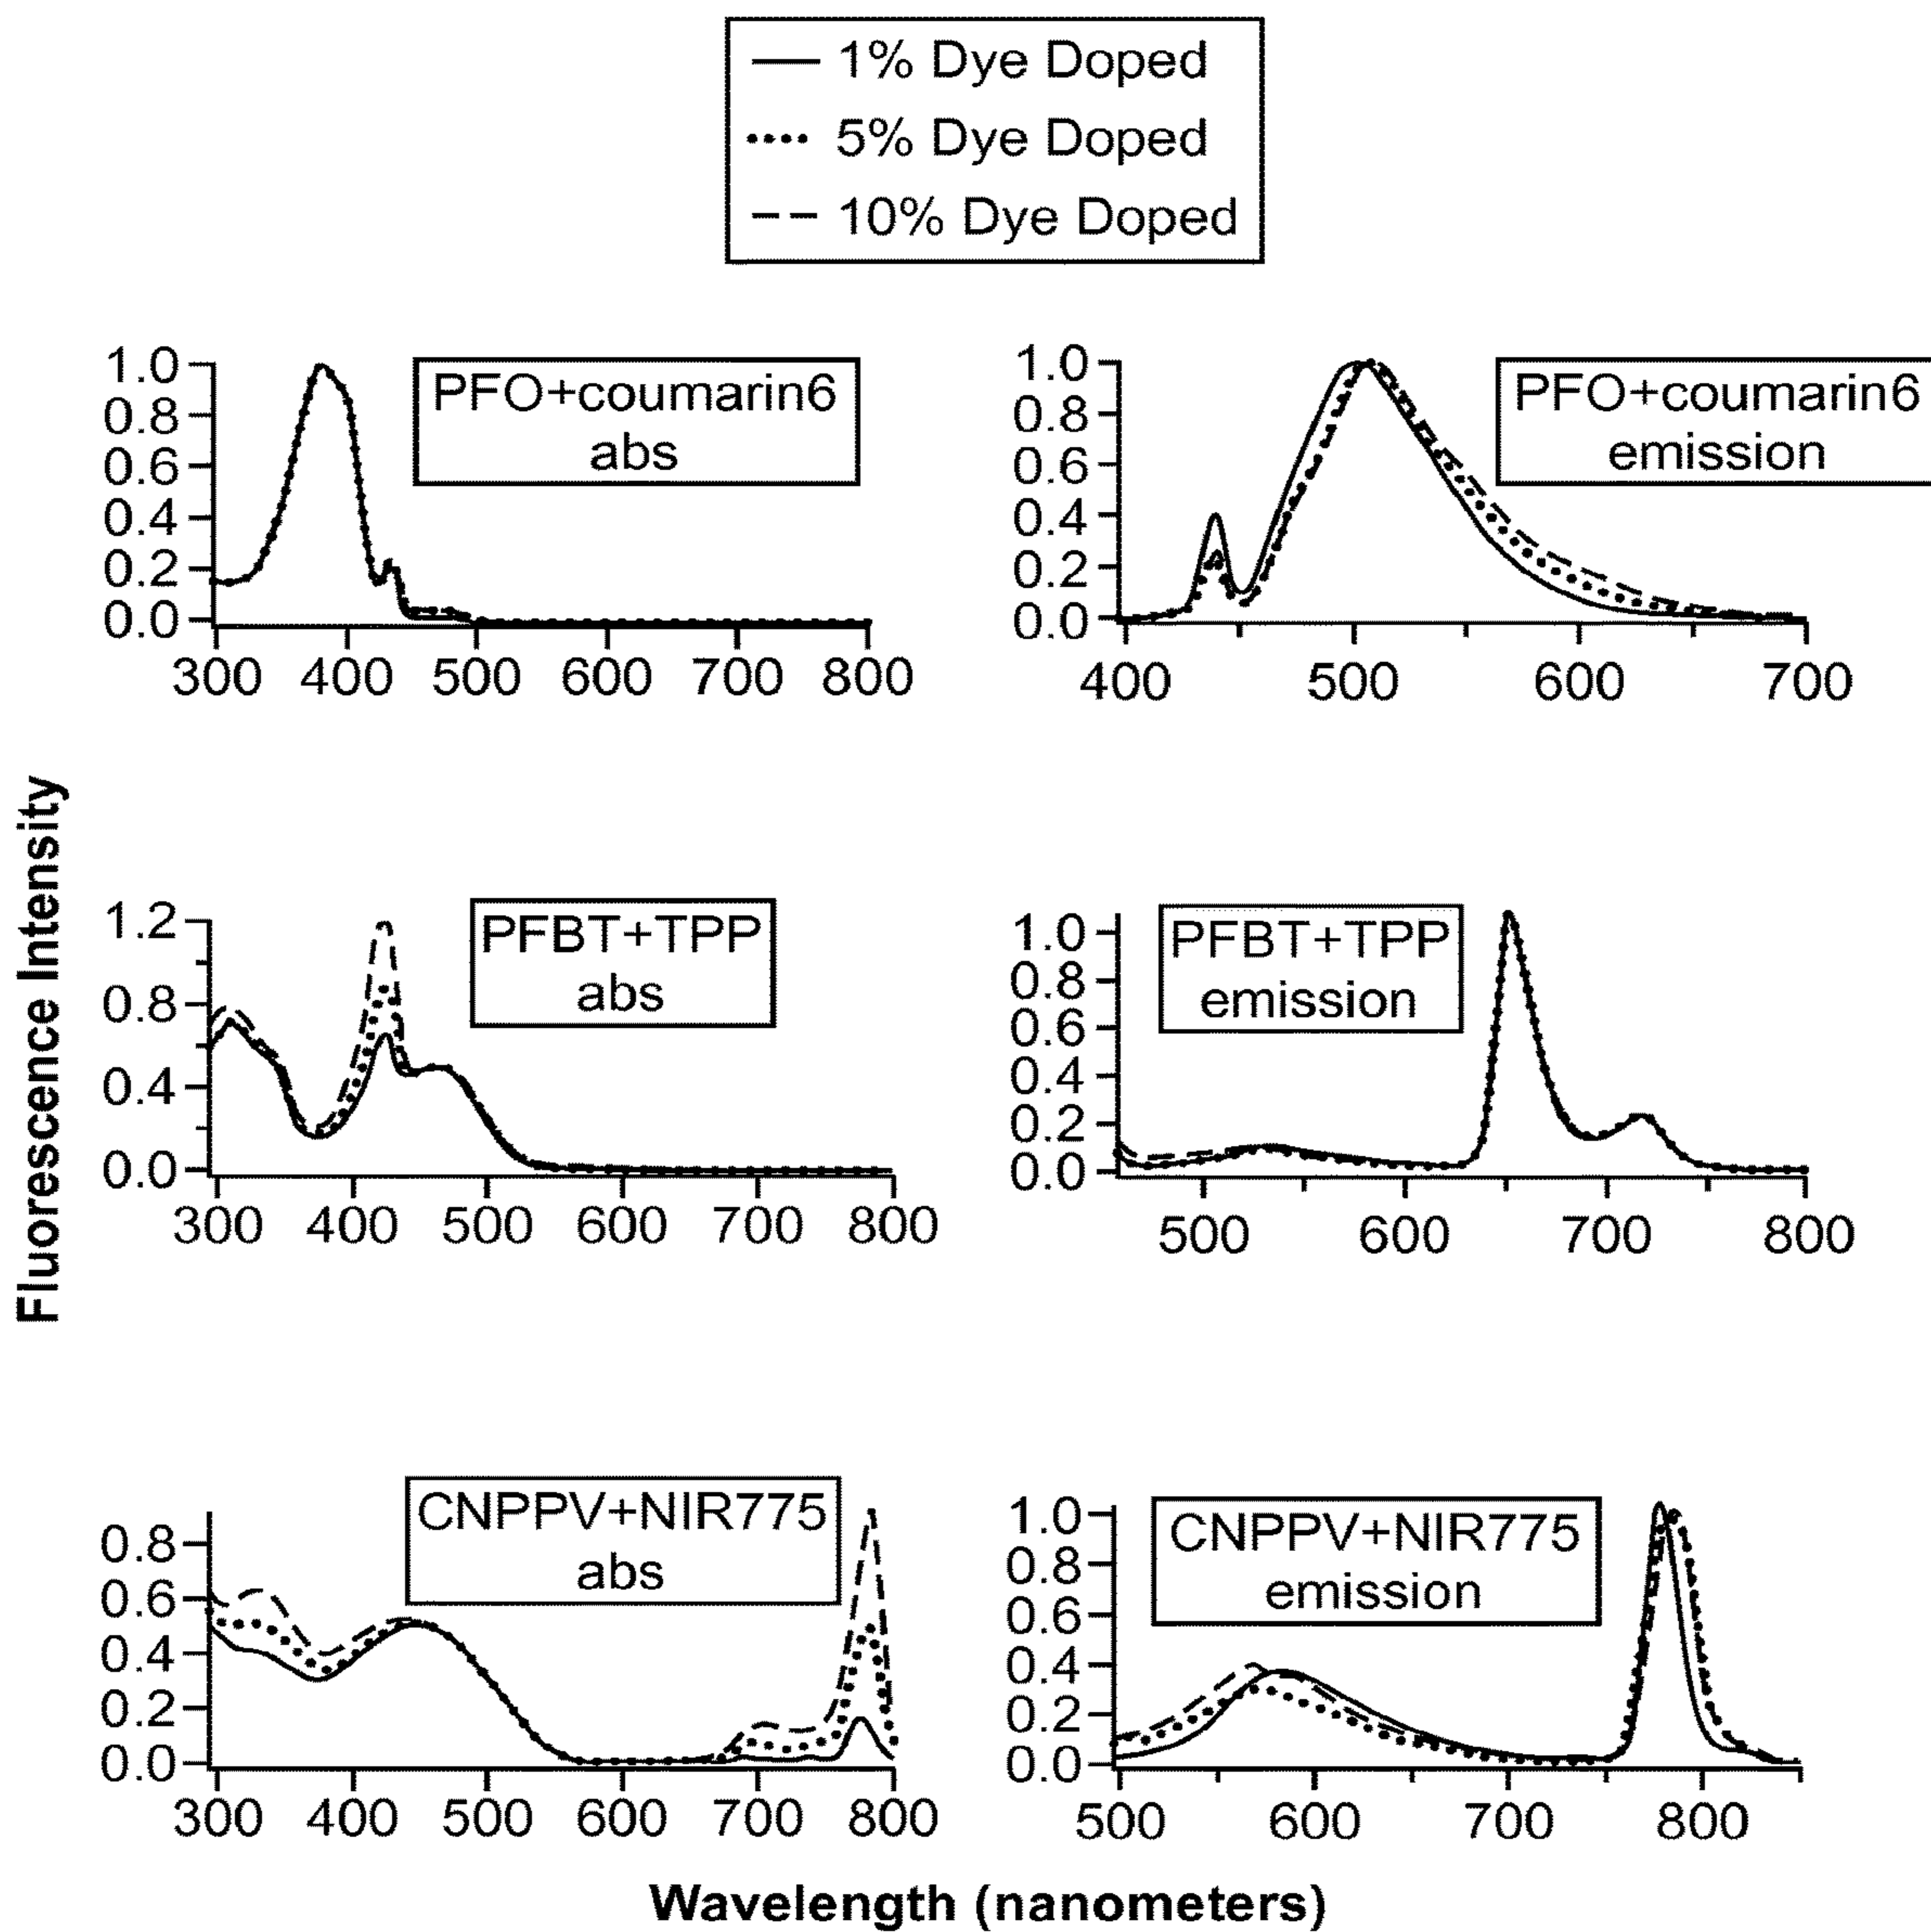 1% Dye Doped
5% Dye Doped
10% Dye Doped
1.0
0.8
0.6
0.4
0.2
0.0
300 400 500 600 700 800
PFO+coumarin6
abs
1.0
0.8
0.6
0.4
0.2
0.0
400 500 600 700
PFO+coumarin6
emission
Fluorescence Intensity
1.2
0.8
0.4
0.0
300 400 500 600 700 800
PFBT+TPP
abs
1.0
0.8
0.6
0.4
0.2
0.0
500 600 700 800
PFBT+TPP
emission
0.8
0.6
0.4
0.2
0.0
300 400 500 600 700 800
CNPPV+NIR775
abs
1.0
0.8
0.6
0.4
0.2
0.0
500 600 700 800
CNPPV+NIR775
emission
Wavelength (nanometers)